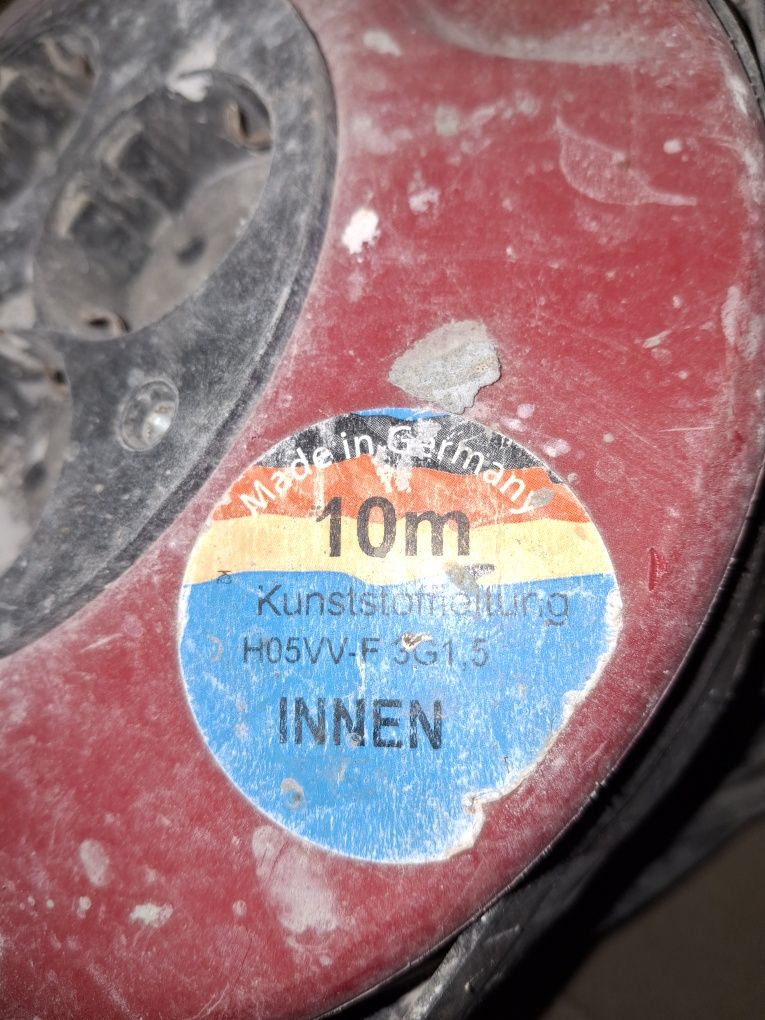 Made in Germany
10m
Kunststoffleitung
H05VV-F 3G1,5
INNEN